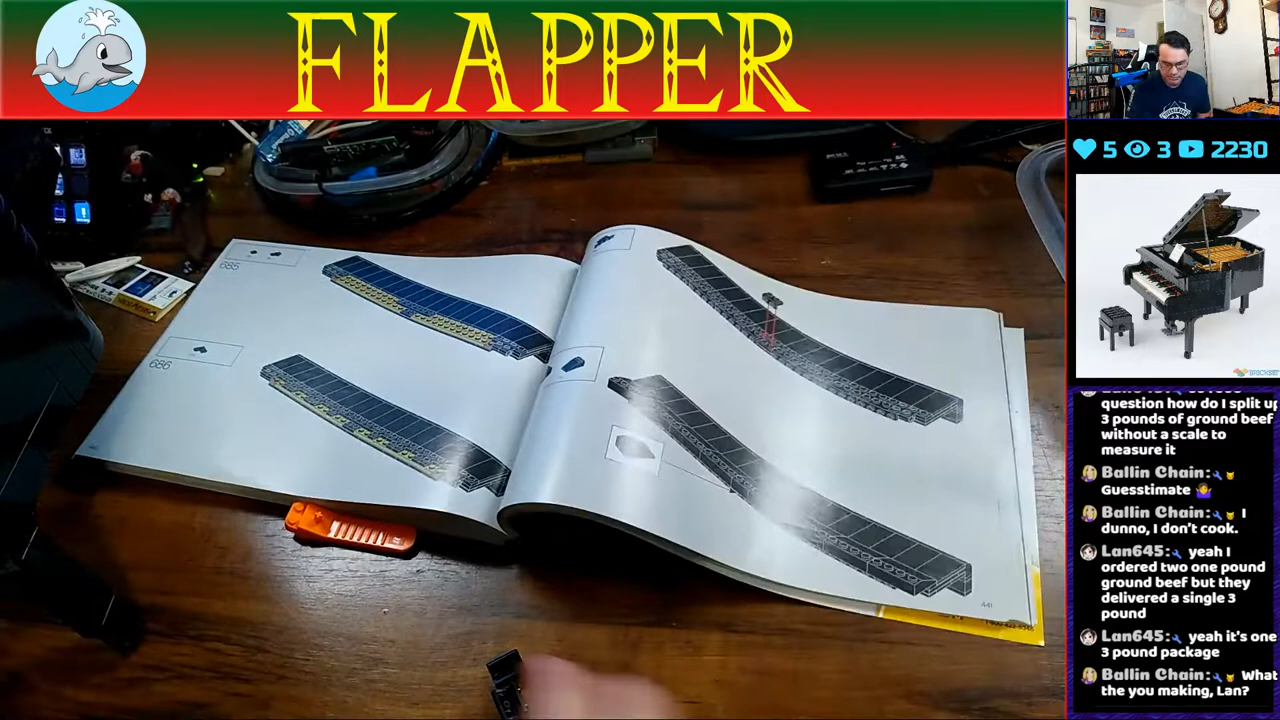 FLAPPER
5 3 2230
685
686
441
BRICKSET
question how do I split up
3 pounds of ground beef
without a scale to
measure it
Ballin Chain:
Guesstimate 🤷
Ballin Chain: I
dunno, I don't cook.
Lan645: yeah I
ordered two one pound
ground beef but they
delivered a single 3
pound
Lan645: yeah it's one
3 pound package
Ballin Chain: What
the you making, Lan?